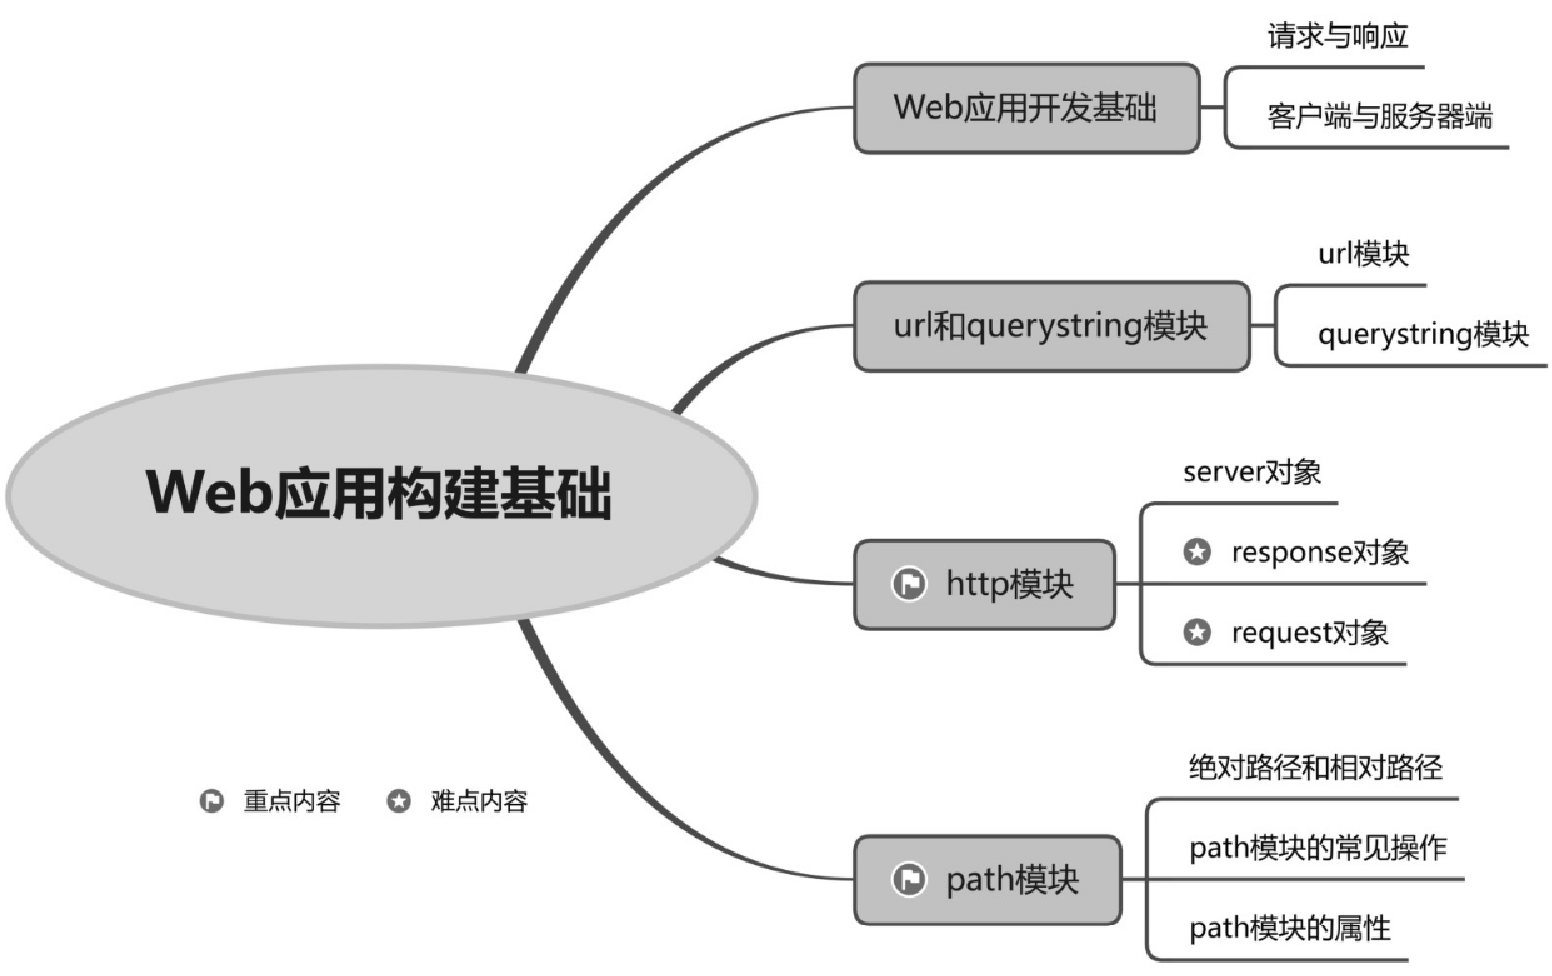 Web应用构建基础
Web应用开发基础
请求与响应
客户端与服务器端
url和querystring模块
url模块
querystring模块
http模块
server对象
response对象
request对象
path模块
绝对路径和相对路径
path模块的常见操作
path模块的属性
重点内容
难点内容